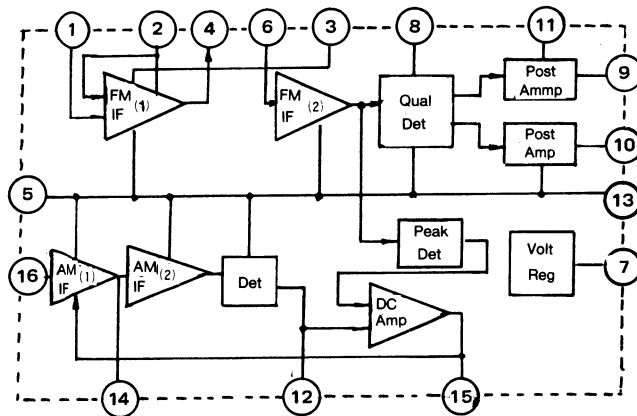 1
2
4
6
3
8
11
FM (1)
IF
FM (2)
IF
Qual
Det
Post
Ammp
9
Post
Amp
10
5
13
Peak
Det
16
AM (1)
IF
AM (2)
IF
Det
Volt
Reg
7
DC
Amp
14
12
15